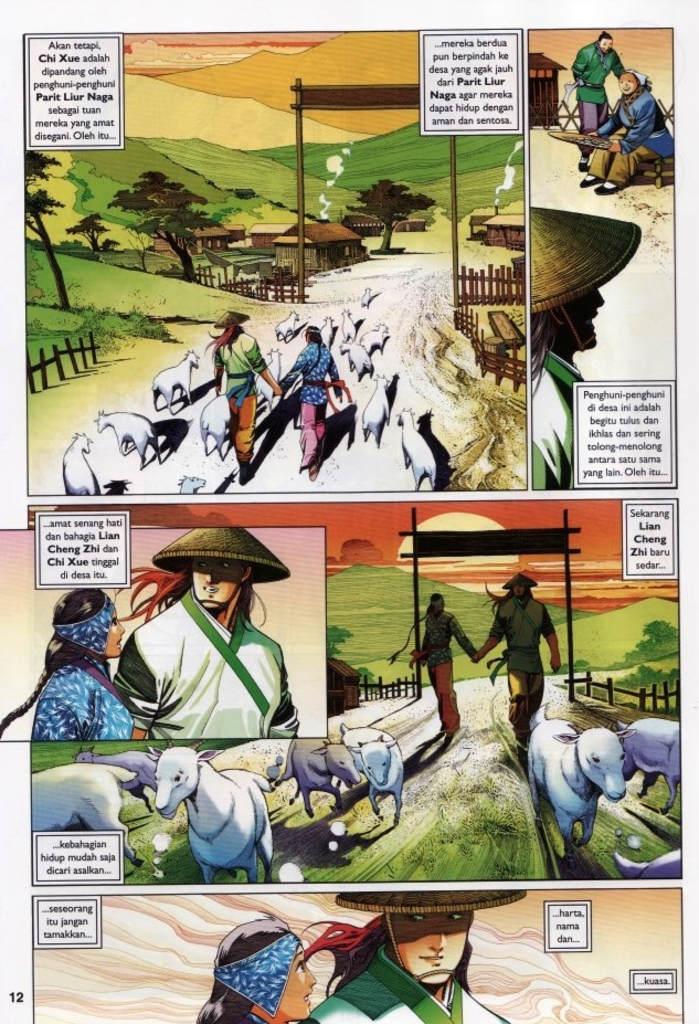 Akan tetapi,
Chi Xue adalah
dipandang oleh
penghuni-penghuni
Parit Liur Naga
sebagai tuan
mereka yang amat
disegani. Oleh itu...
...mereka berdua
pun berpindah ke
desa yang agak jauh
dari Parit Liur
Naga agar mereka
dapat hidup dengan
aman dan sentosa.
Penghuni-penghuni
di desa ini adalah
begitu tulus dan
ikhlas dan sering
tolong-menolong
antara satu sama
yang lain. Oleh itu...
...amat senang hati
dan bahagia Lian
Cheng Zhi dan
Chi Xue tinggal
di desa itu.
Sekarang
Lian
Cheng
Zhi baru
sedar...
...kebahagian
hidup mudah saja
dicari asalkan...
...seseorang
itu jangan
tamakkan...
...harta,
nama
dan...
...kuasa.
12